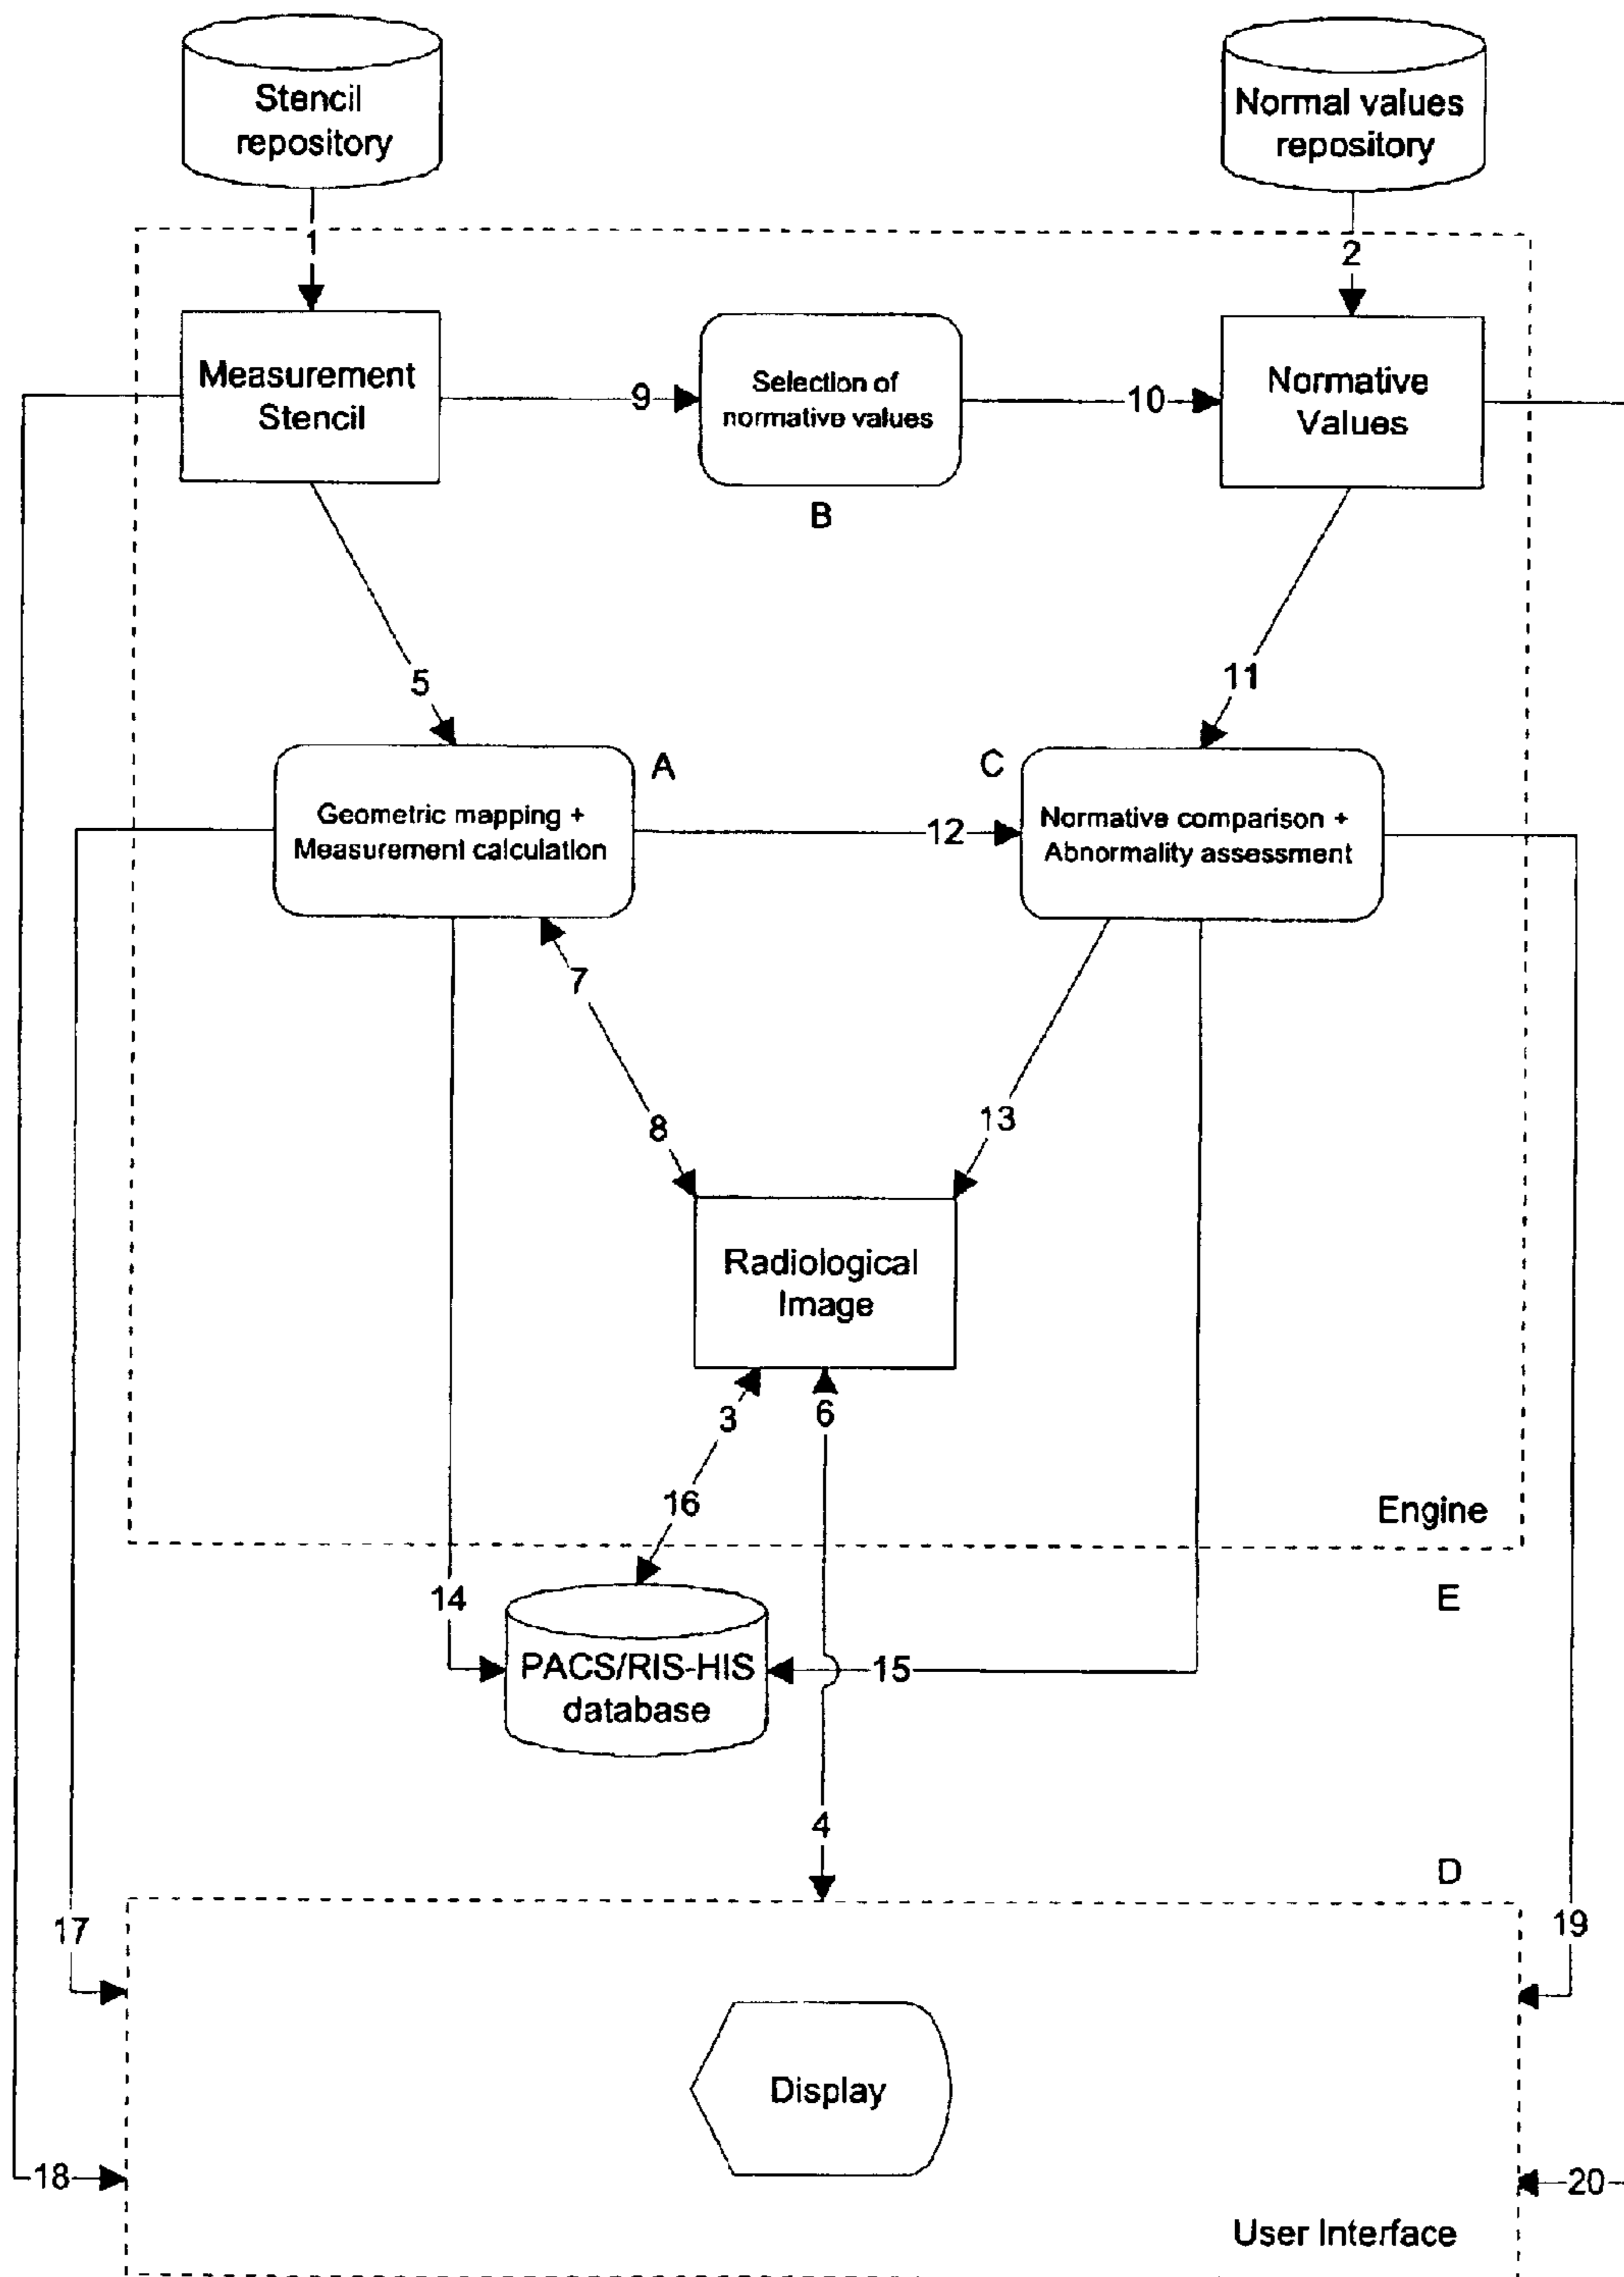 Stencil
repository
Normal values
repository
1
2
Measurement
Stencil
9
Selection of
normative values
10
Normative
Values
B
5
11
A
C
Geometric mapping +
Measurement calculation
12
Normative comparison +
Abnormality assessment
7
8
13
Radiological
Image
3
6
16
Engine
14
E
PACS/RIS-HIS
database
15
4
D
17
19
Display
18
20
User Interface